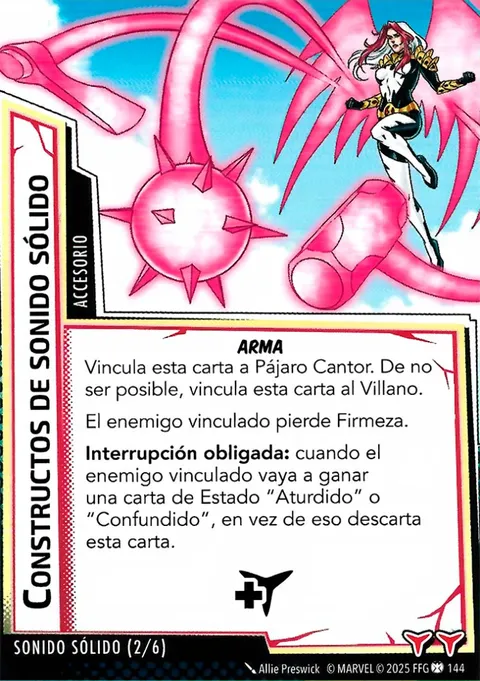 CONSTRUCTOS DE SONIDO SÓLIDO
ACCESORIO
ARMA
Vincula esta carta a Pájaro Cantor. De no
ser posible, vincula esta carta al Villano.
El enemigo vinculado pierde Firmeza.
Interrupción obligada: cuando el
enemigo vinculado vaya a ganar
una carta de Estado “Aturdido” o
“Confundido”, en vez de eso descarta
esta carta.
SONIDO SÓLIDO (2/6)
Allie Preswick © MARVEL © 2025 FFG 144